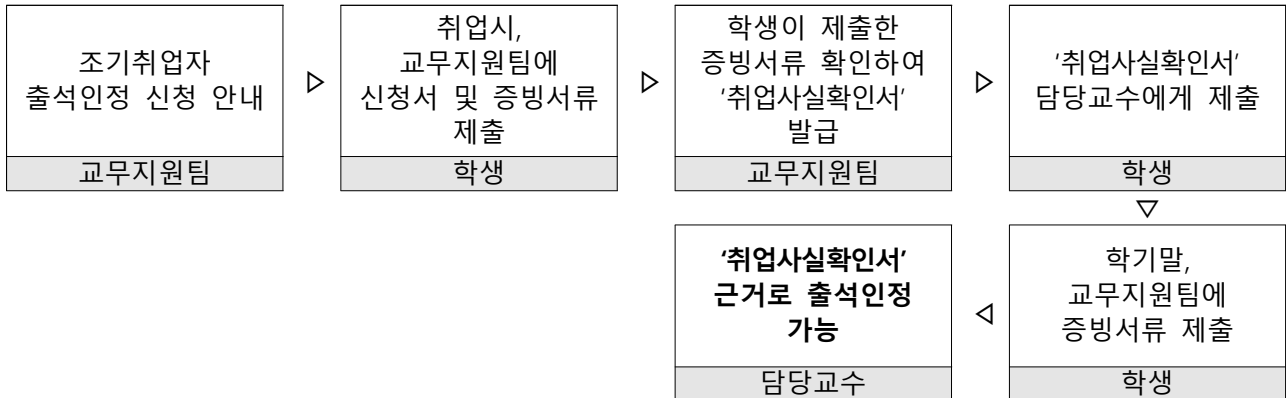 조기취업자
출석인정 신청 안내
교무지원팀
▷
취업시,
교무지원팀에
신청서 및 증빙서류
제출
학생
▷
학생이 제출한
증빙서류 확인하여
'취업사실확인서'
발급
교무지원팀
▷
'취업사실확인서'
담당교수에게 제출
학생
▽
학기말,
교무지원팀에
증빙서류 제출
학생
◁
'취업사실확인서'
근거로 출석인정
가능
담당교수